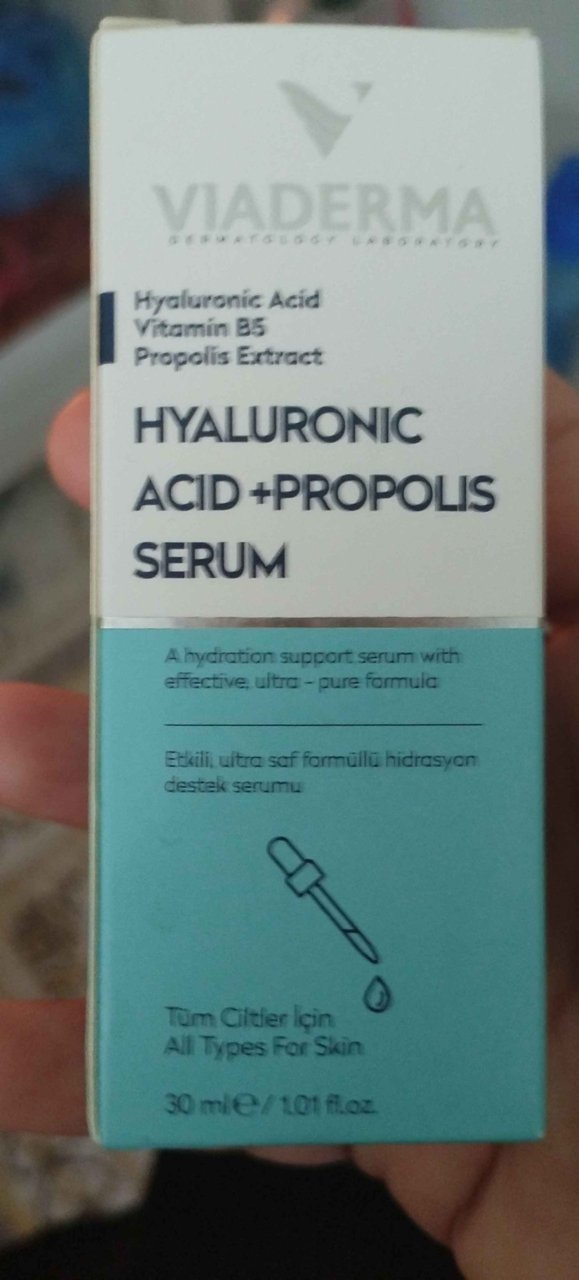 VIADERMA
DERMATOLOGY LABORATORY
Hyaluronic Acid
Vitamin B5
Propolis Extract
HYALURONIC
ACID +PROPOLIS
SERUM
A hydration support serum with
effective, ultra - pure formula
Etkili, ultra saf formüllü hidrasyon
destek serumu
Tüm Ciltler İçin
All Types For Skin
30 ml ℮ / 1.01 fl.oz.